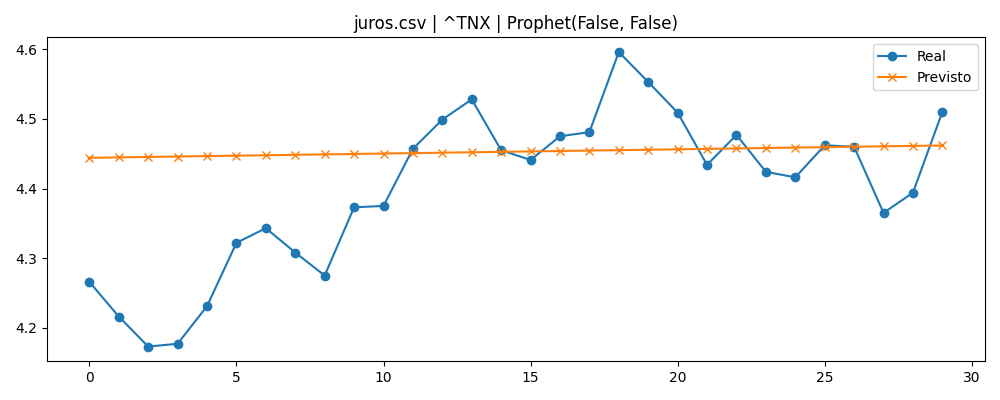 juros.csv | ^TNX | Prophet(False, False)
Real
Previsto
4.6
4.5
4.4
4.3
4.2
0 5 10 15 20 25 30